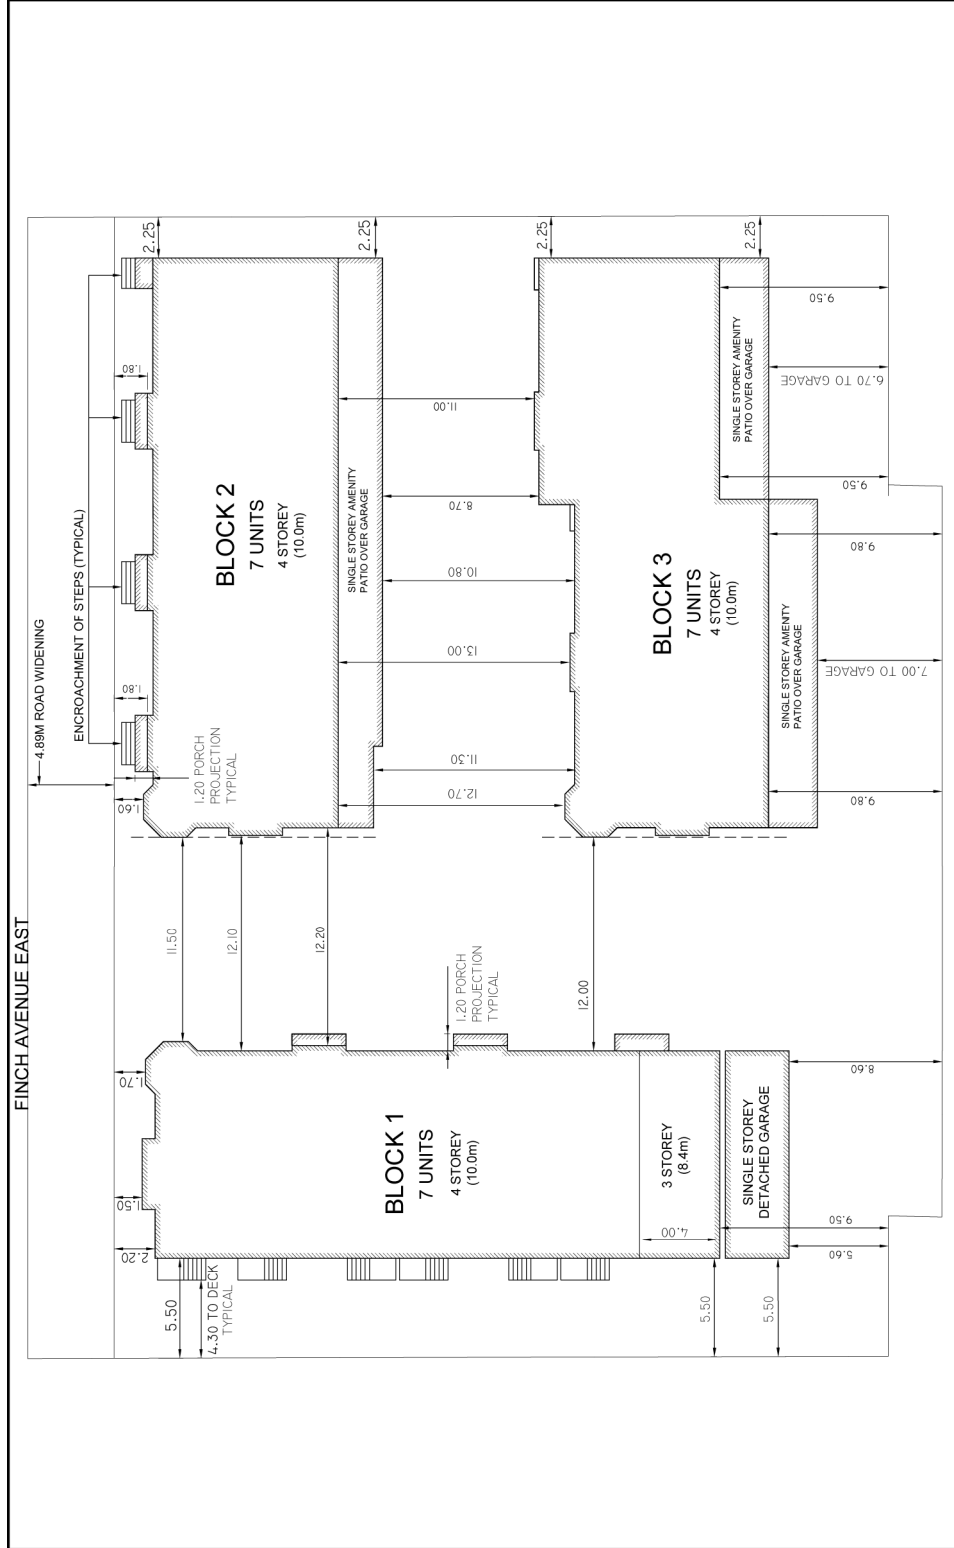 FINCH AVENUE EAST
4.89M ROAD WIDENING
ENCROACHMENT OF STEPS (TYPICAL)
2.25
2.25
2.25
2.25
1.80
1.80
1.60
1.20 PORCH
PROJECTION
TYPICAL
BLOCK 2
7 UNITS
4 STOREY
(10.0m)
SINGLE STOREY AMENITY
PATIO OVER GARAGE
11.00
8.70
10.80
13.00
11.30
12.70
BLOCK 3
7 UNITS
4 STOREY
(10.0m)
SINGLE STOREY AMENITY
PATIO OVER GARAGE
SINGLE STOREY AMENITY
PATIO OVER GARAGE
9.50
6.70 TO GARAGE
9.50
9.80
7.00 TO GARAGE
9.80
11.50
12.10
12.20
12.00
1.20 PORCH
PROJECTION
TYPICAL
1.70
1.50
2.20
BLOCK 1
7 UNITS
4 STOREY
(10.0m)
3 STOREY
(8.4m)
4.00
SINGLE STOREY
DETACHED GARAGE
8.60
9.50
5.60
5.50
4.30 TO DECK
TYPICAL
5.50
5.50